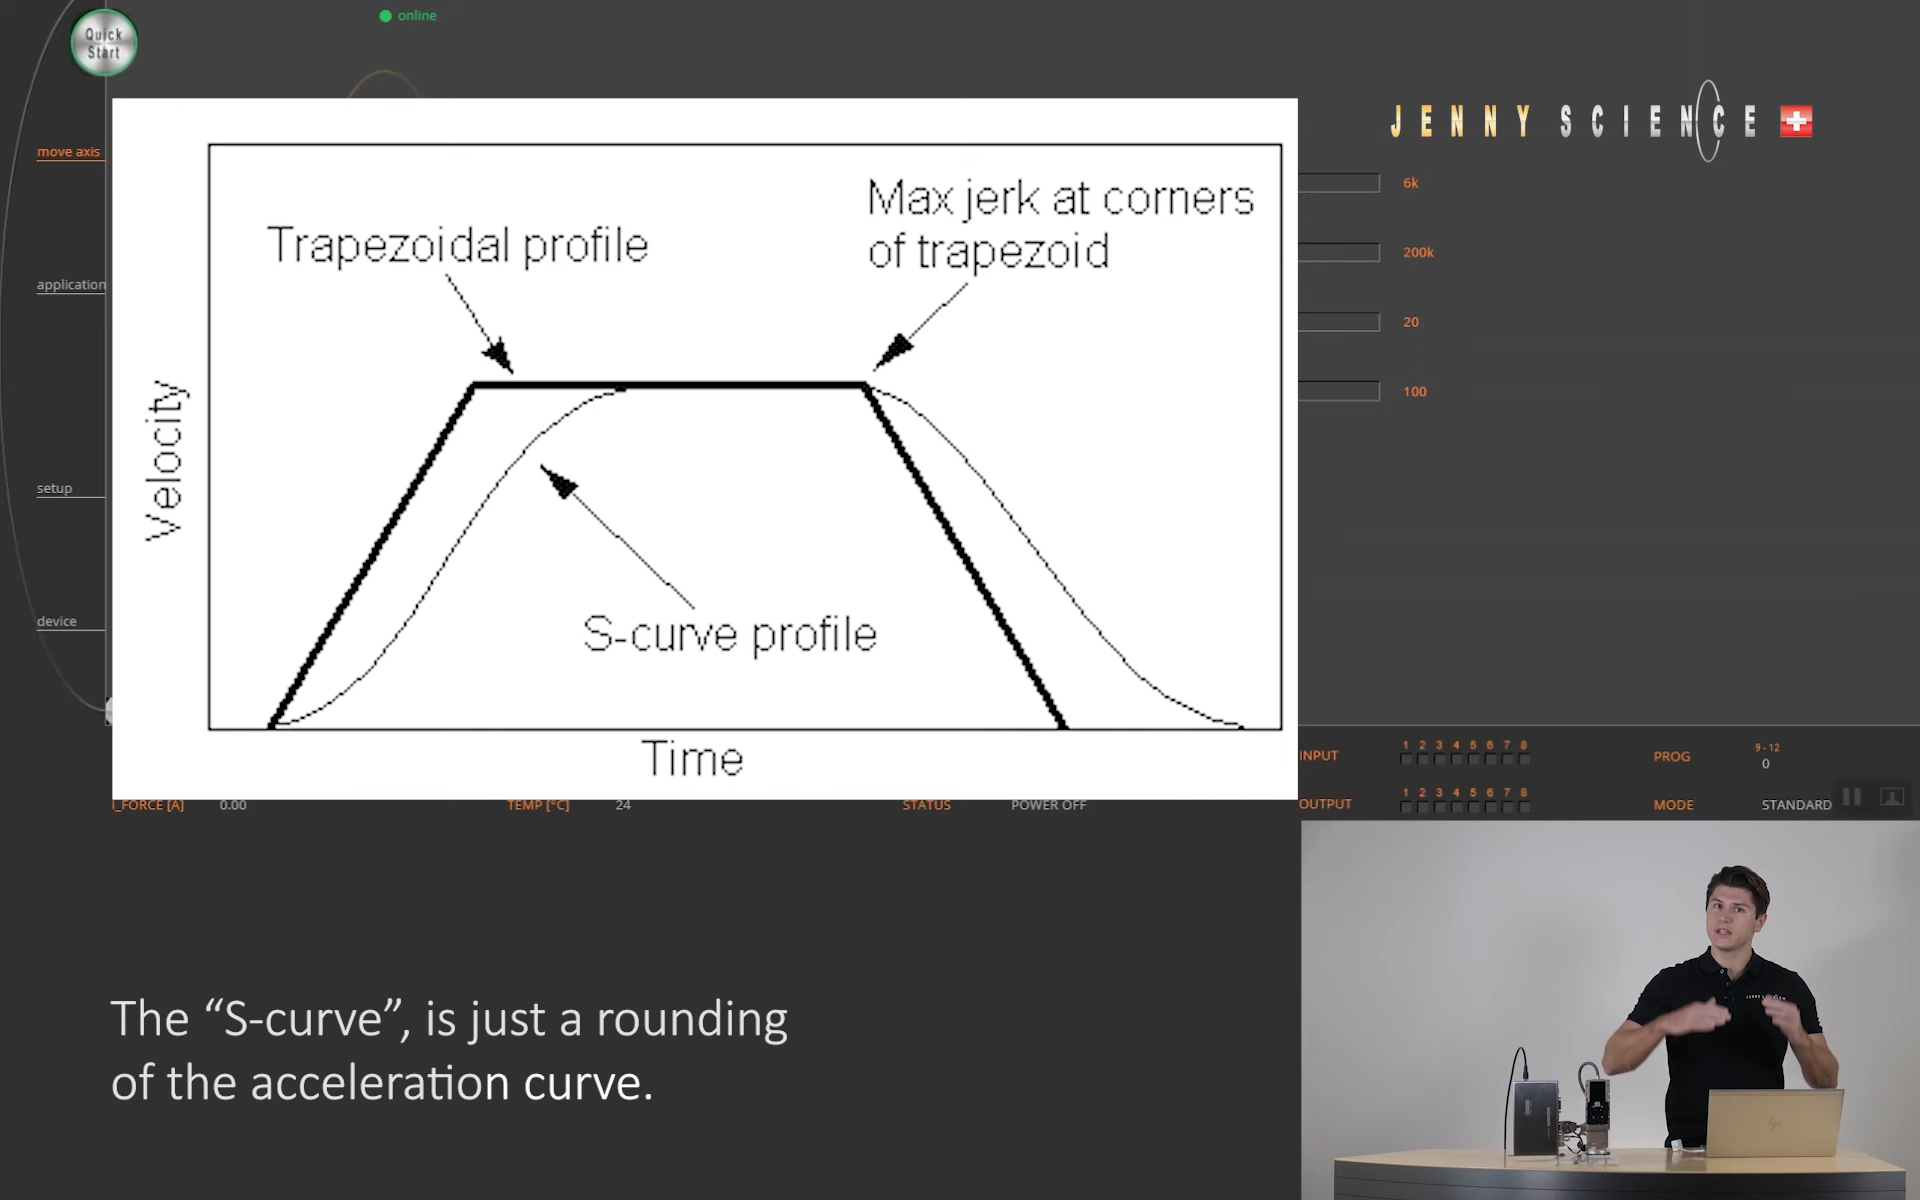 Quick
Start
online
JENNY SCIENCE
move axis
application
setup
device
Trapezoidal profile
Max jerk at corners
of trapezoid
Velocity
S-curve profile
Time
6k
200k
20
100
INPUT 1 2 3 4 5 6 7 8
PROG 9 - 12
0
I_FORCE [A] 0.00 TEMP [°C] 24 STATUS POWER OFF
OUTPUT 1 2 3 4 5 6 7 8
MODE STANDARD
The “S-curve”, is just a rounding
of the acceleration curve.
hp